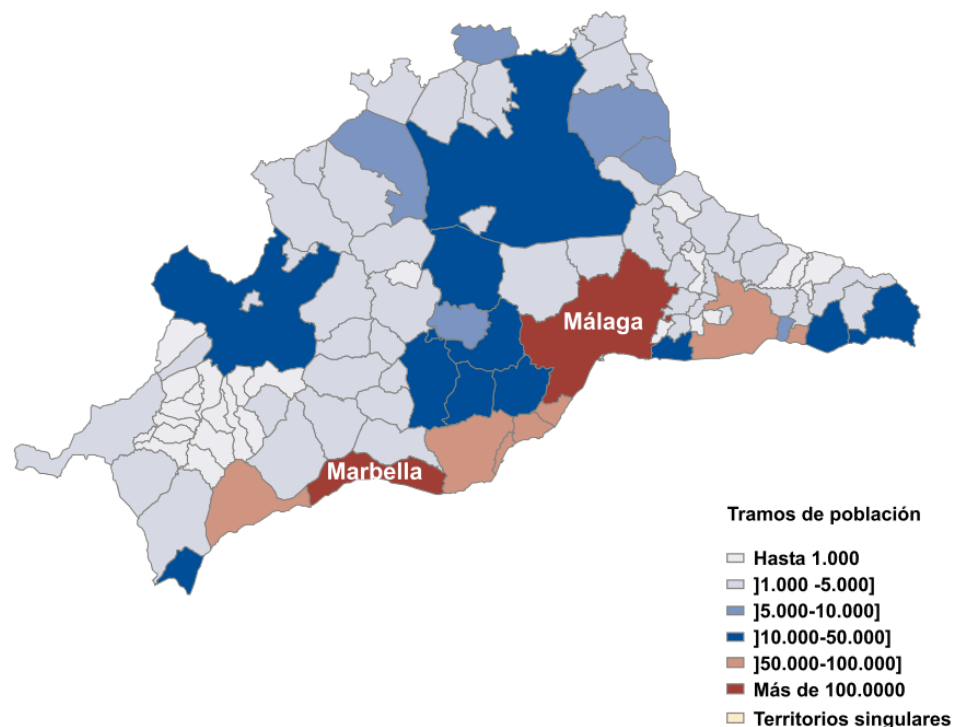 Málaga
Marbella
Tramos de población
Hasta 1.000
]1.000 -5.000]
]5.000-10.000]
]10.000-50.000]
]50.000-100.000]
Más de 100.0000
Territorios singulares